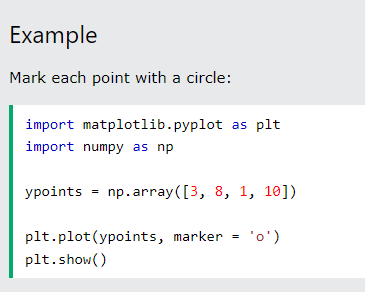 Example
Mark each point with a circle:
import matplotlib.pyplot as plt
import numpy as np
ypoints = np.array([3, 8, 1, 10])
plt.plot(ypoints, marker = 'o')
plt.show()